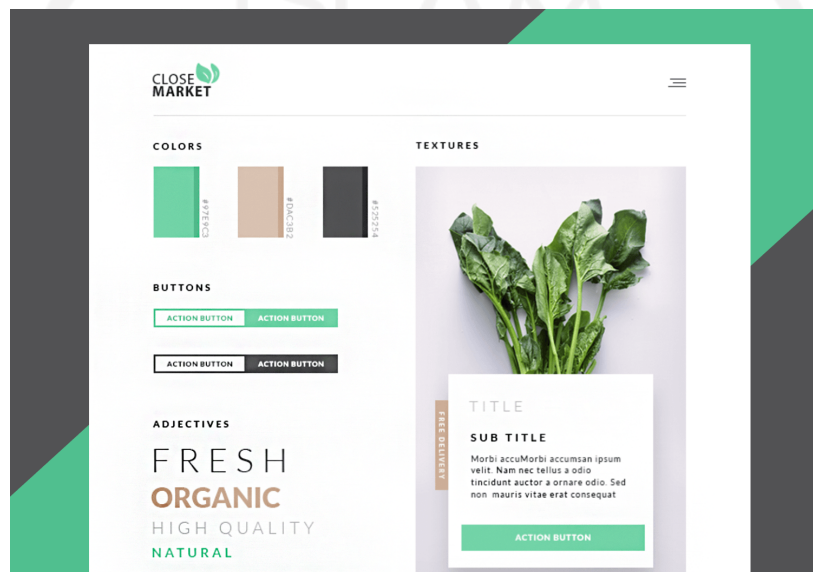 CLOSE
MARKET
COLORS
#97E9C3
#DAC3B2
#525254
BUTTONS
ACTION BUTTON ACTION BUTTON
ACTION BUTTON ACTION BUTTON
ADJECTIVES
FRESH
ORGANIC
HIGH QUALITY
NATURAL
TEXTURES
FREE DELIVERY
TITLE
SUB TITLE
Morbi accuMorbi accumsan ipsum
velit. Nam nec tellus a odio
tincidunt auctor a ornare odio. Sed
non mauris vitae erat consequat
ACTION BUTTON